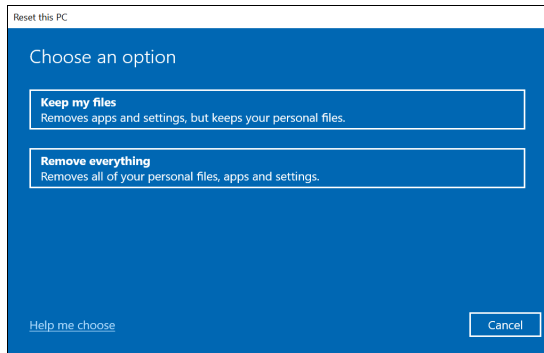 Reset this PC
Choose an option
Keep my files
Removes apps and settings, but keeps your personal files.
Remove everything
Removes all of your personal files, apps and settings.
Help me choose
Cancel